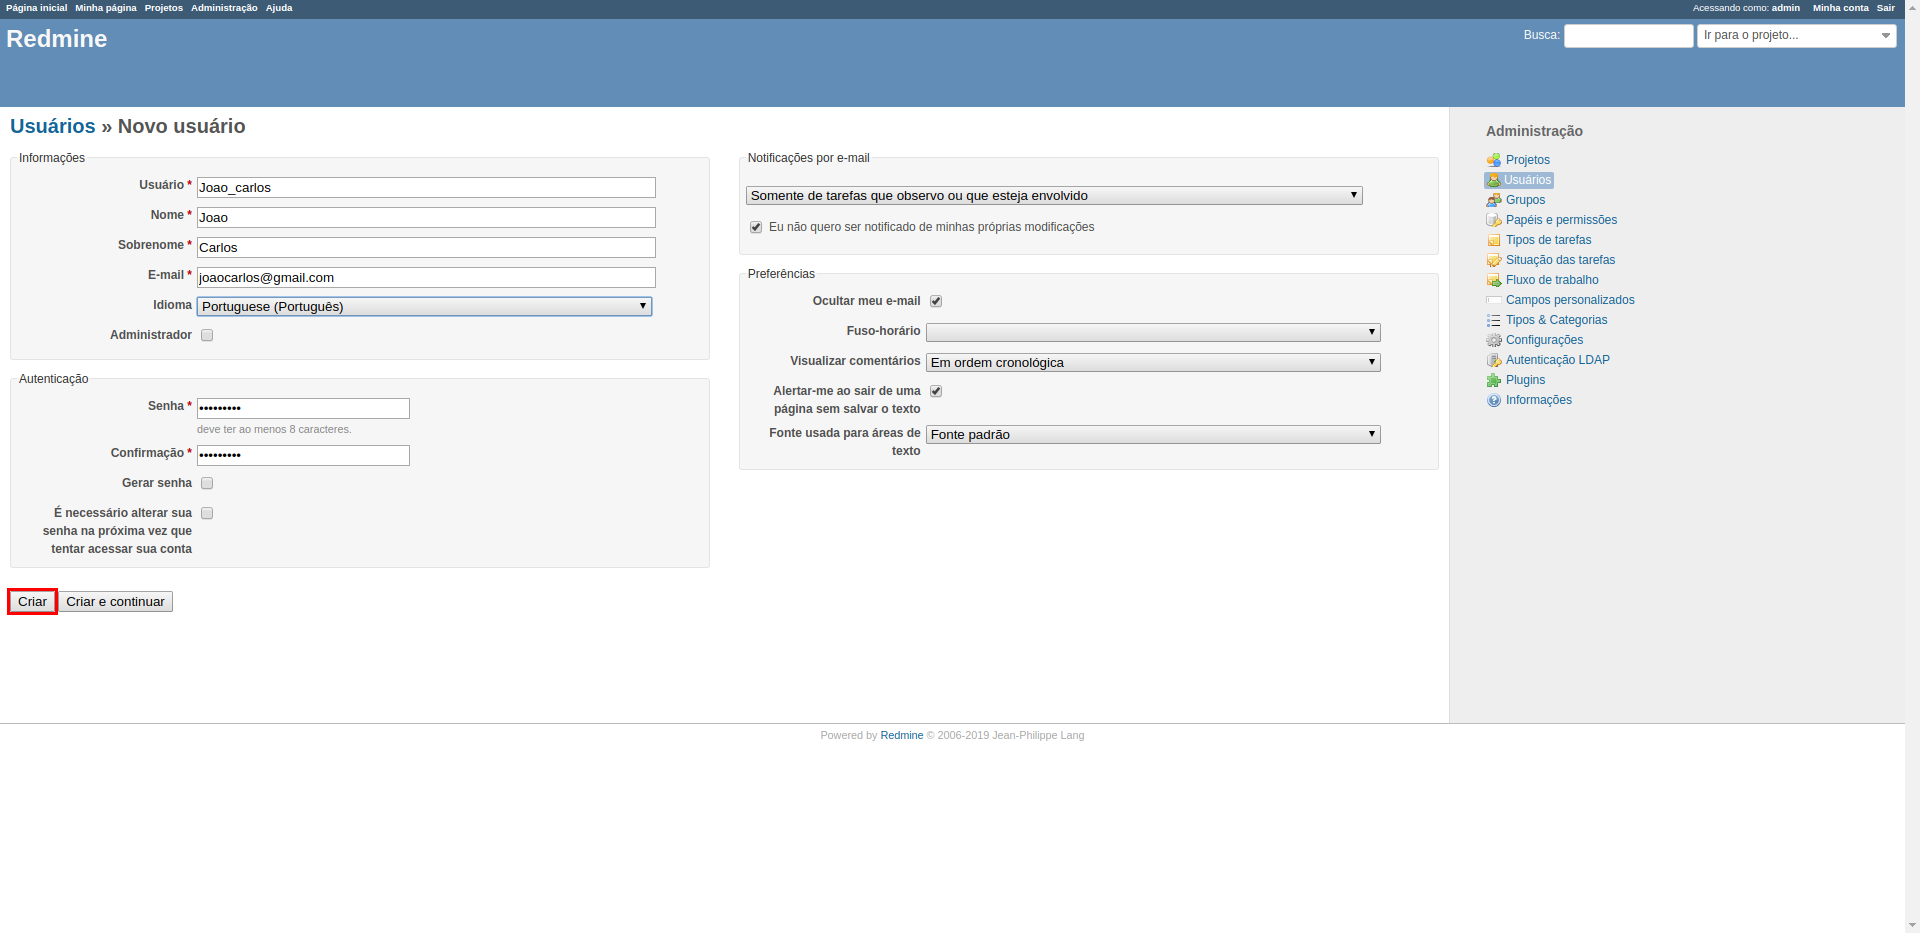 Página inicial Minha página Projetos Administração Ajuda
Acessando como: admin Minha conta Sair
Redmine
Busca: Ir para o projeto...
Usuários » Novo usuário
Informações
Usuário * Joao_carlos
Nome * Joao
Sobrenome * Carlos
E-mail * joaocarlos@gmail.com
Idioma Portuguese (Português)
Administrador
Autenticação
Senha * •••••••••
deve ter ao menos 8 caracteres.
Confirmação * •••••••••
Gerar senha
É necessário alterar sua
senha na próxima vez que
tentar acessar sua conta
Criar Criar e continuar
Notificações por e-mail
Somente de tarefas que observo ou que esteja envolvido
Eu não quero ser notificado de minhas próprias modificações
Preferências
Ocultar meu e-mail
Fuso-horário
Visualizar comentários Em ordem cronológica
Alertar-me ao sair de uma
página sem salvar o texto
Fonte usada para áreas de Fonte padrão
texto
Administração
Projetos
Usuários
Grupos
Papéis e permissões
Tipos de tarefas
Situação das tarefas
Fluxo de trabalho
Campos personalizados
Tipos & Categorias
Configurações
Autenticação LDAP
Plugins
Informações
Powered by Redmine © 2006-2019 Jean-Philippe Lang